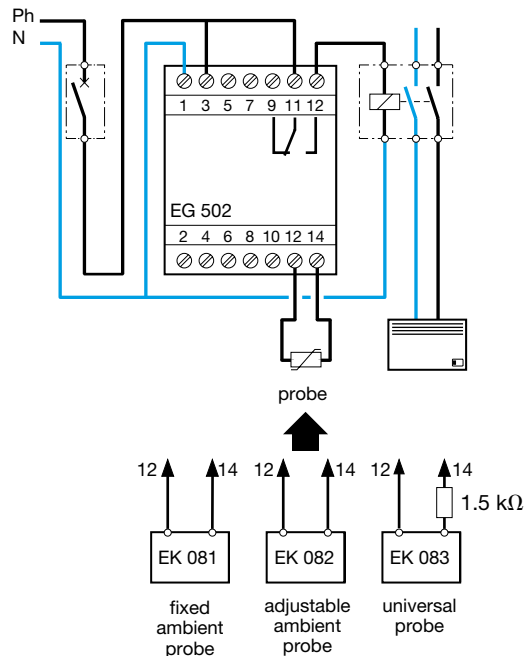 Ph
N
1 3 5 7 9 11 12
EG 502
2 4 6 8 10 12 14
probe
12 14 12 14 12 14
1.5 kΩ
EK 081 EK 082 EK 083
fixed
ambient
probe
adjustable
ambient
probe
universal
probe